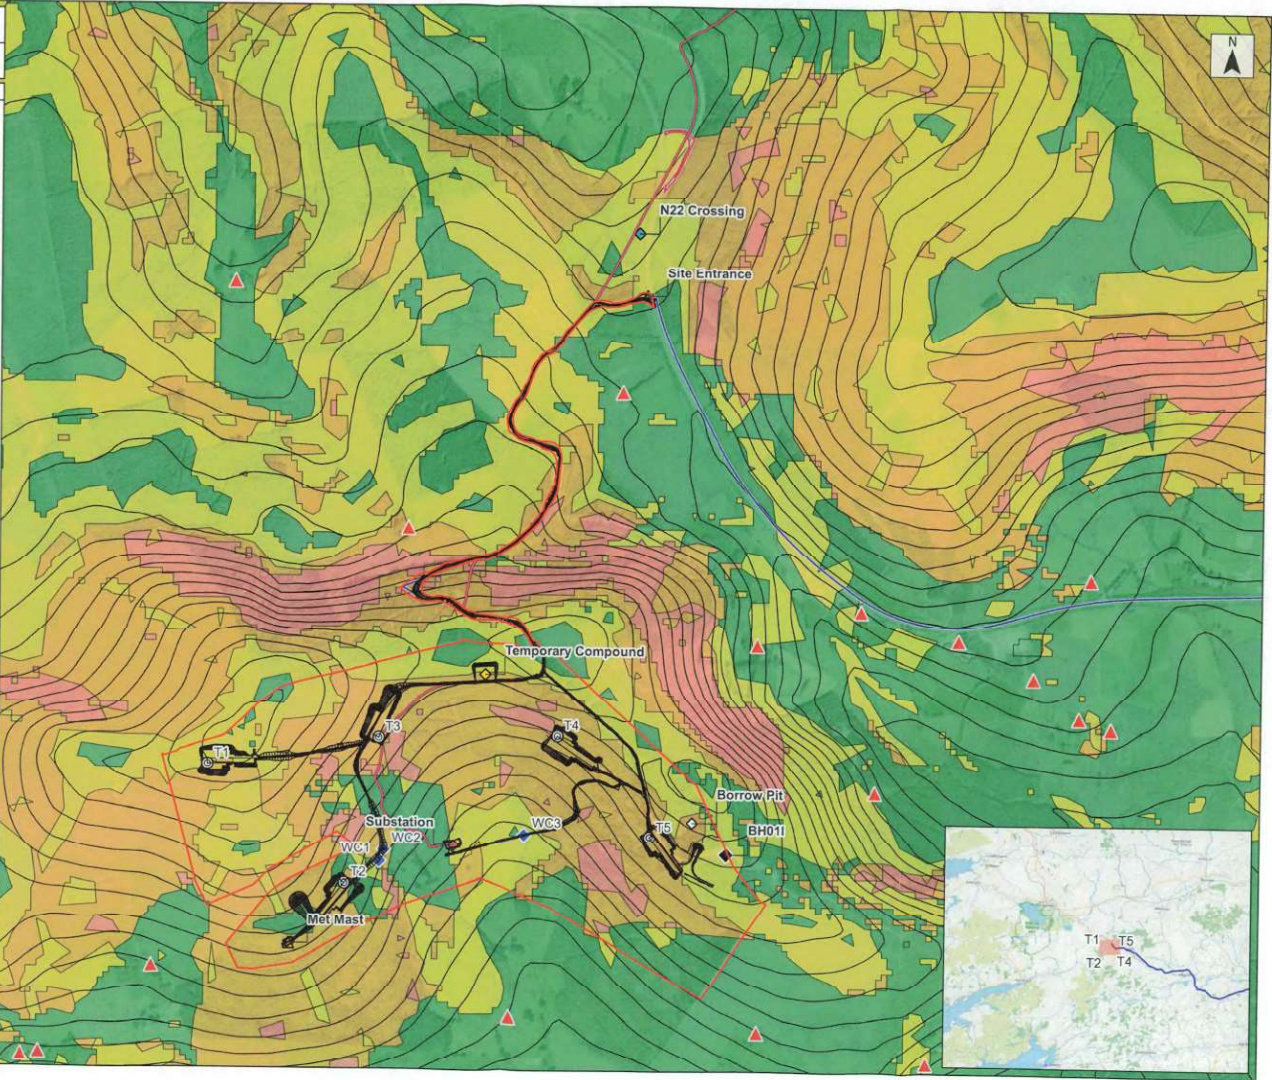 N
N22 Crossing
Site Entrance
Temporary Compound
T3
T4
T1
Borrow Pit
Substation
WC3
BH01I
T5
WC1
WC2
T2
Met Mast
T1
T5
T2
T4